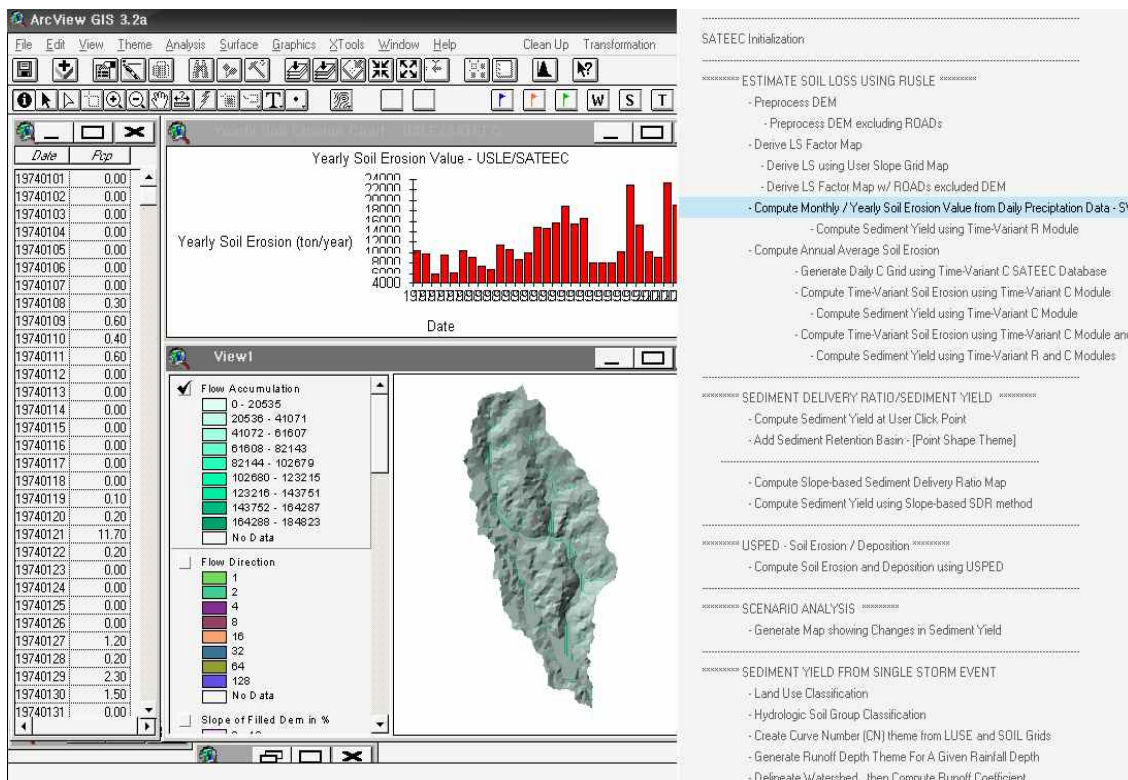 ArcView GIS 3.2a
File Edit View Theme Analysis Surface Graphics XTools Window Help Clean Up Transformation
W S T
Date Pcp
19740101 0.00
19740102 0.00
19740103 0.00
19740104 0.00
19740105 0.00
19740106 0.00
19740107 0.00
19740108 0.30
19740109 0.60
19740110 0.40
19740111 0.60
19740112 0.00
19740113 0.00
19740114 0.00
19740115 0.00
19740116 0.00
19740117 0.00
19740118 0.00
19740119 0.10
19740120 0.20
19740121 11.70
19740122 0.20
19740123 0.00
19740124 0.00
19740125 0.00
19740126 0.00
19740127 1.20
19740128 0.20
19740129 2.30
19740130 1.50
19740131 0.00
Yearly Soil Erosion Value - USLE/SATEEC
Yearly Soil Erosion (ton/year)
24000
22000
20000
18000
16000
14000
12000
10000
8000
6000
4000
Date
View1
Flow Accumulation
0 - 20535
20536 - 41071
41072 - 61607
61608 - 82143
82144 - 102679
102680 - 123215
123216 - 143751
143752 - 164287
164288 - 184823
No Data
Flow Direction
1
2
4
8
16
32
64
128
No Data
Slope of Filled Dem in %
SATEEC Initialization
********* ESTIMATE SOIL LOSS USING RUSLE *********
- Preprocess DEM
- Preprocess DEM excluding ROADs
- Derive LS Factor Map
- Derive LS using User Slope Grid Map
- Derive LS Factor Map w/ ROADs excluded DEM
- Compute Monthly / Yearly Soil Erosion Value from Daily Preciptation Data - SV
- Compute Sediment Yield using Time-Variant R Module
- Compute Annual Average Soil Erosion
- Generate Daily C Grid using Time-Variant C SATEEC Database
- Compute Time-Variant Soil Erosion using Time-Variant C Module
- Compute Sediment Yield using Time-Variant C Module
- Compute Time-Variant Soil Erosion using Time-Variant C Module and
- Compute Sediment Yield using Time-Variant R and C Modules
********* SEDIMENT DELIVERY RATIO/SEDIMENT YIELD *********
- Compute Sediment Yield at User Click Point
- Add Sediment Retention Basin - [Point Shape Theme]
- Compute Slope-based Sediment Delivery Ratio Map
- Compute Sediment Yield using Slope-based SDR method
********* USPED - Soil Erosion / Deposition *********
- Compute Soil Erosion and Deposition using USPED
********* SCENARIO ANALYSIS *********
- Generate Map showing Changes in Sediment Yield
********* SEDIMENT YIELD FROM SINGLE STORM EVENT
- Land Use Classification
- Hydrologic Soil Group Classification
- Create Curve Number (CN) theme from LUSE and SOIL Grids
- Generate Runoff Depth Theme For A Given Rainfall Depth
- Delineate Watershed, then Compute Runoff Coefficient